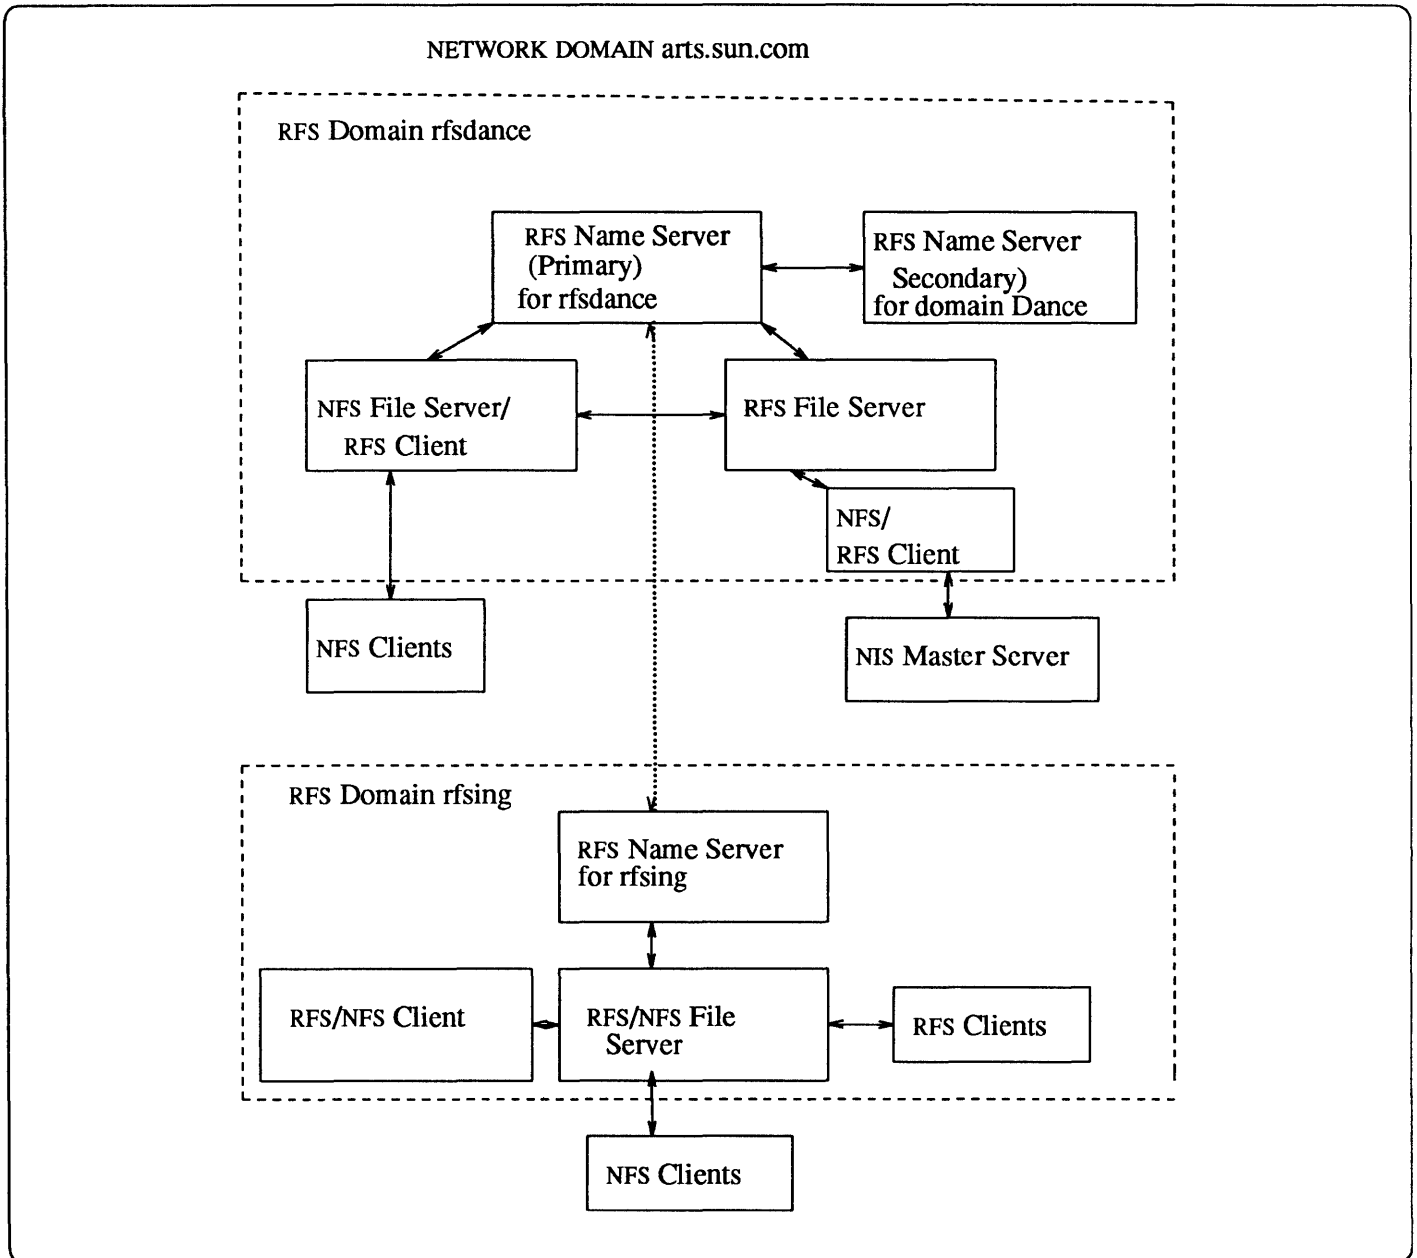 NETWORK DOMAIN arts.sun.com
RFS Domain rfsdance
RFS Name Server
(Primary)
for rfsdance
RFS Name Server
Secondary)
for domain Dance
NFS File Server/
RFS Client
RFS File Server
NFS/
RFS Client
NFS Clients
NIS Master Server
RFS Domain rfsing
RFS Name Server
for rfsing
RFS/NFS Client
RFS/NFS File
Server
RFS Clients
NFS Clients